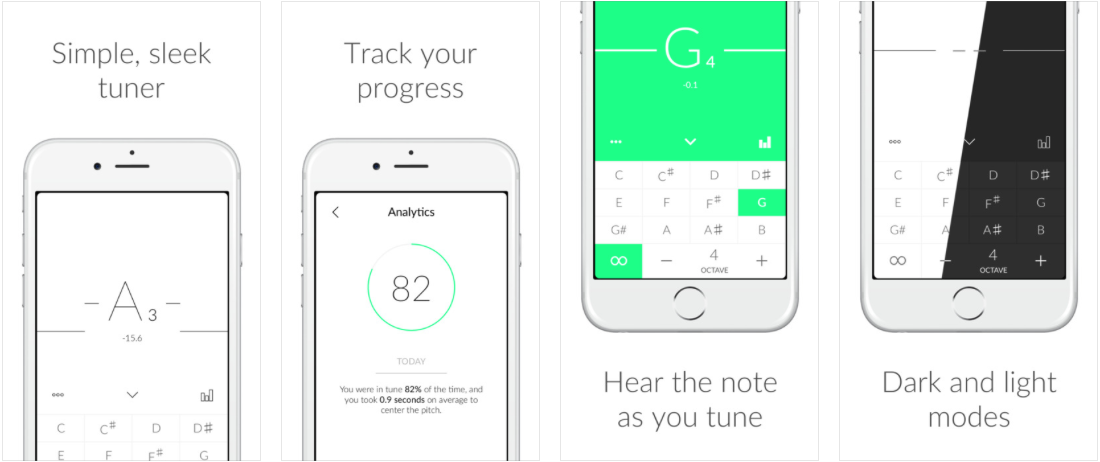 Simple, sleek
tuner
A3
-15.6
C C# D D#
E F F# G
Track your
progress
Analytics
82
TODAY
You were in tune 82% of the time, and
you took 0.9 seconds on average to
center the pitch.
G4
-0.1
C C# D D#
E F F# G
G# A A# B
∞ − 4 +
OCTAVE
Hear the note
as you tune
C C# D D#
E F F# G
G# A A# B
∞ − 4 +
OCTAVE
Dark and light
modes